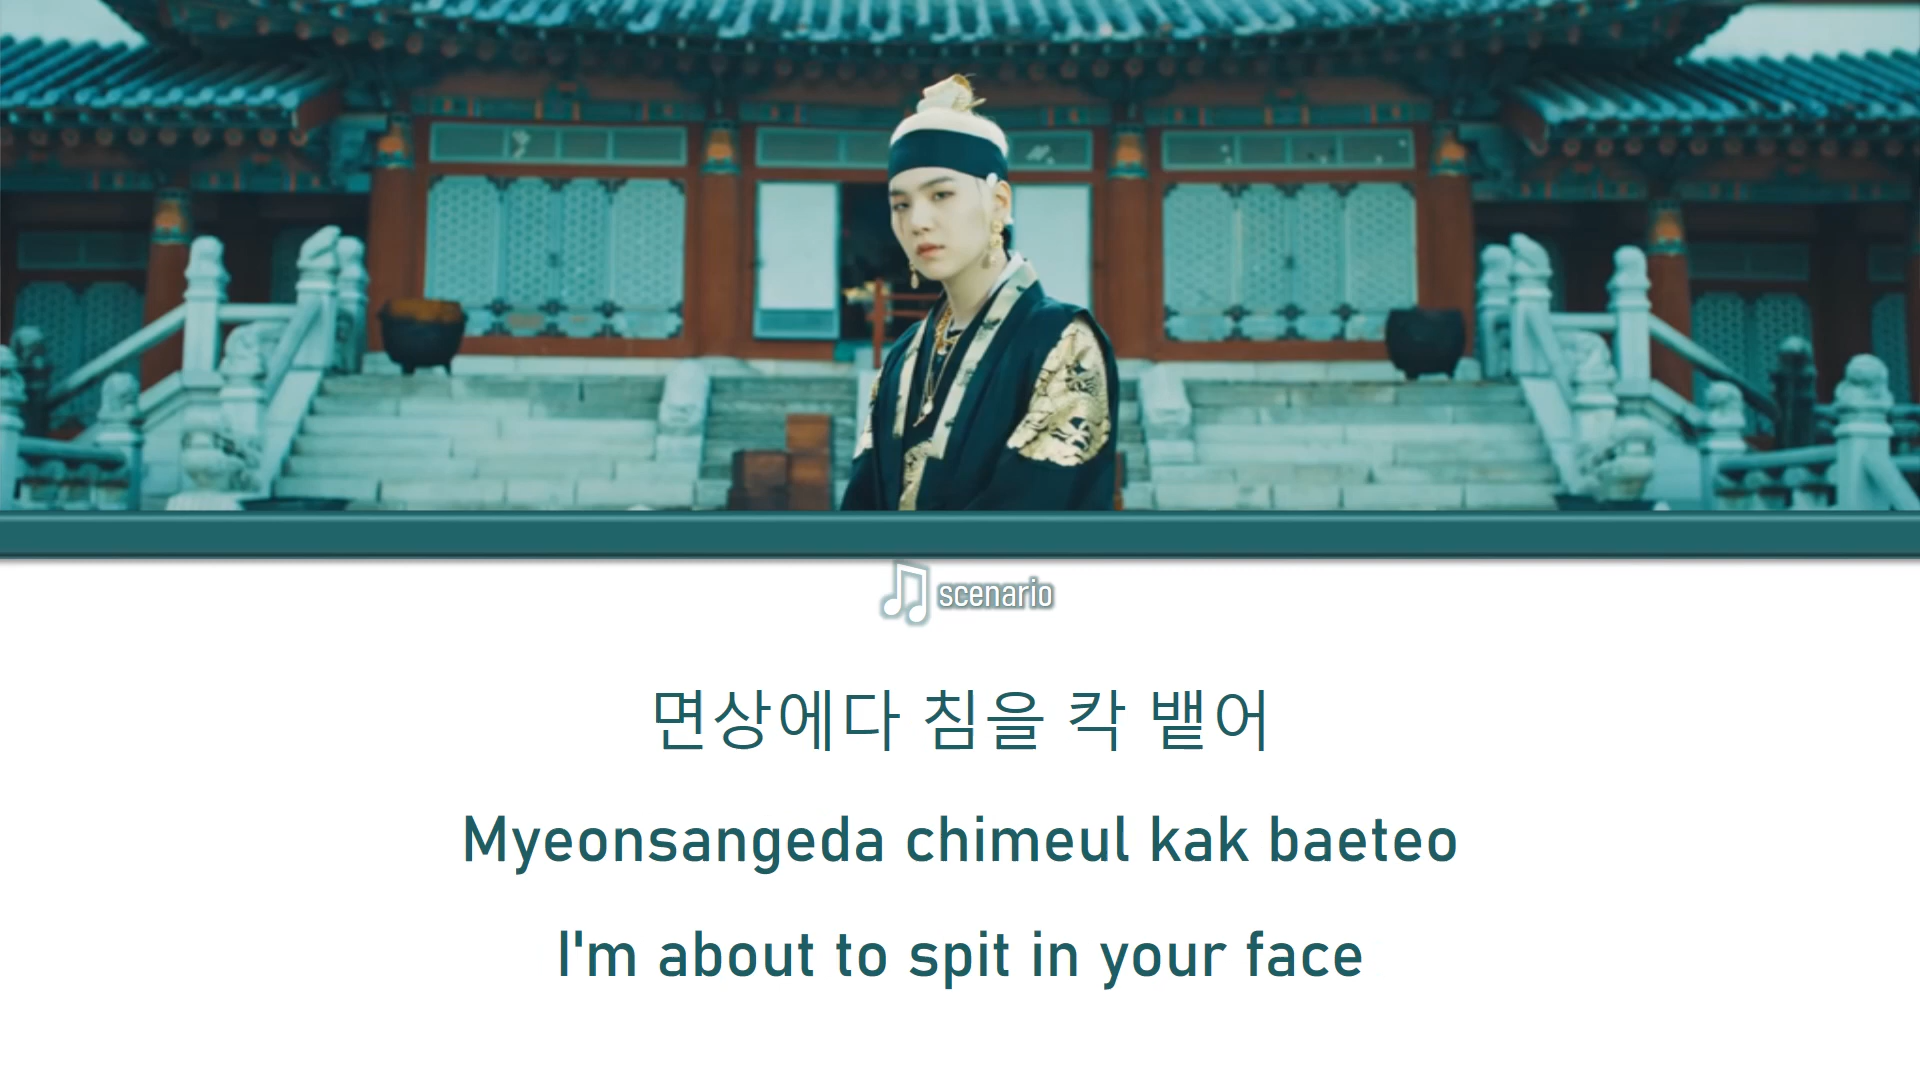 scenario
면상에다 침을 칵 뱉어
Myeonsangeda chimeul kak baeteo
I'm about to spit in your face